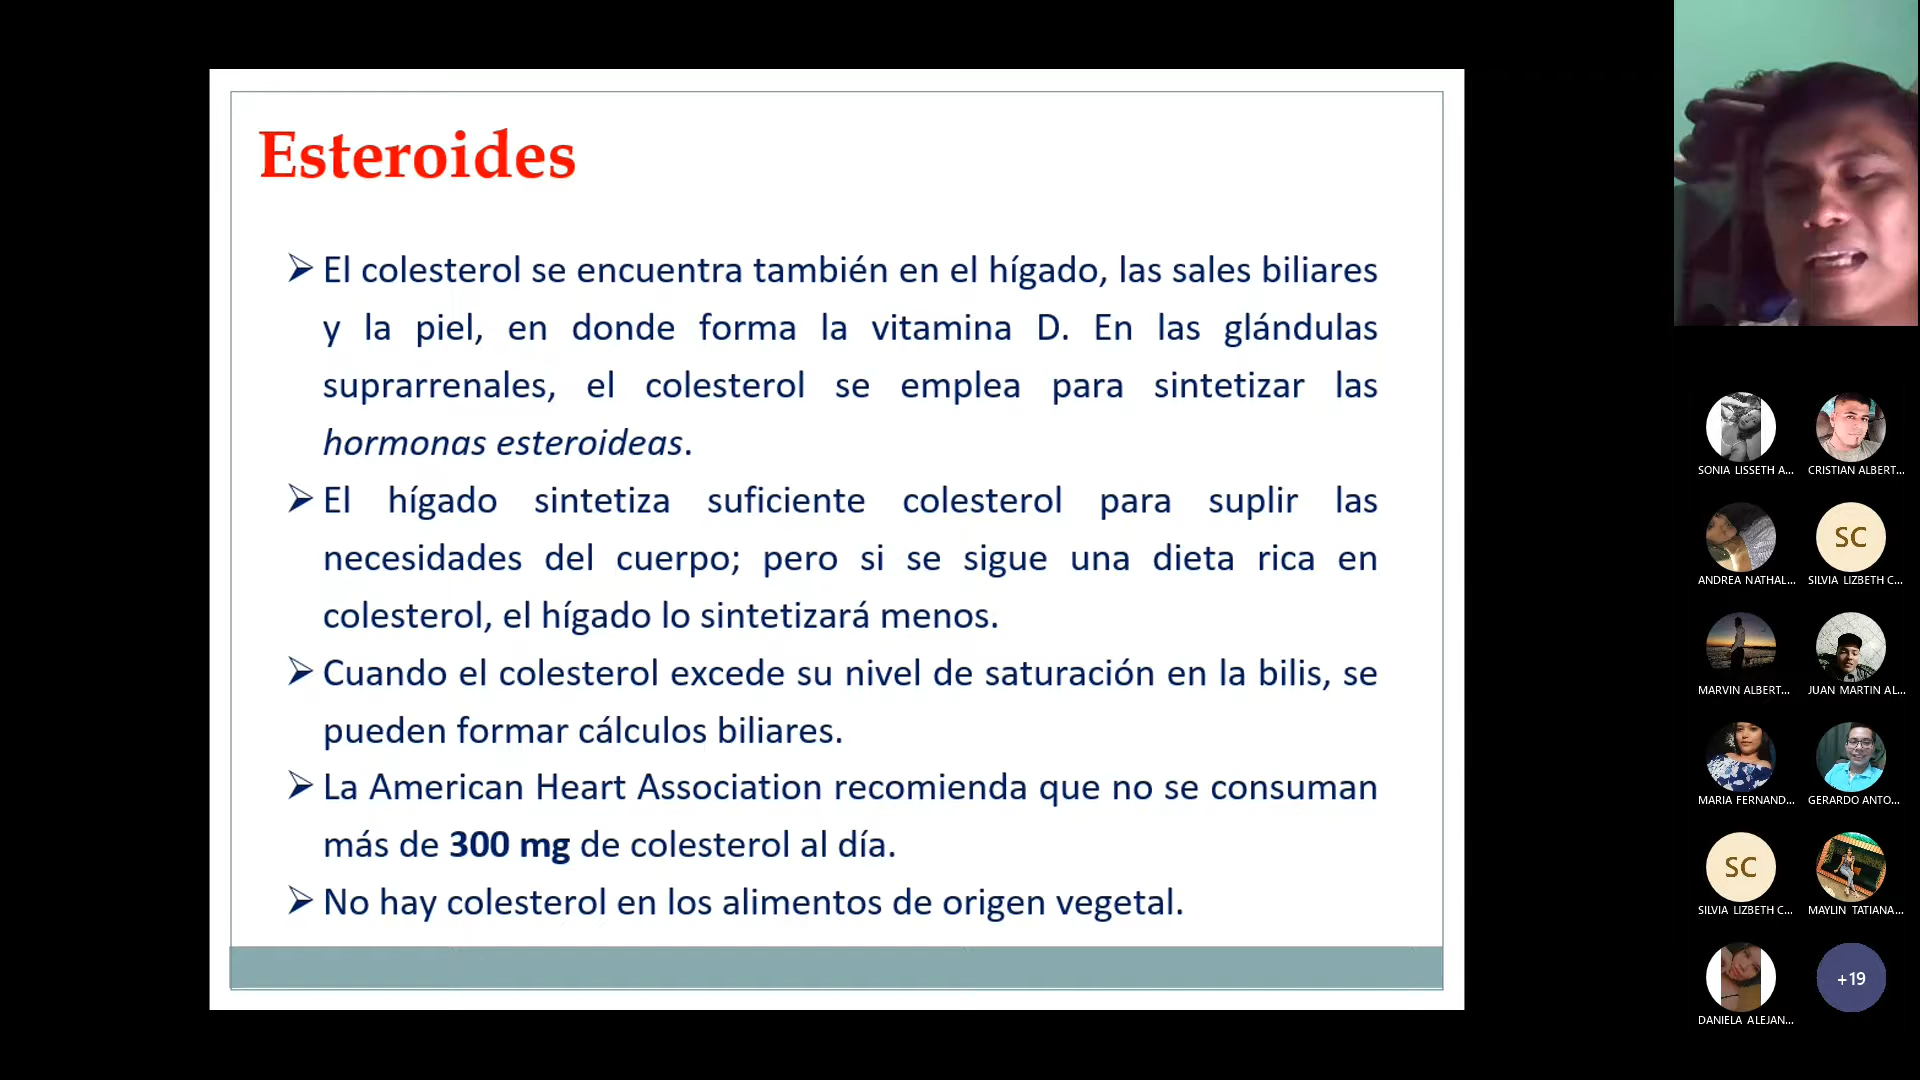 Esteroides
El colesterol se encuentra también en el hígado, las sales biliares
y la piel, en donde forma la vitamina D. En las glándulas
suprarrenales, el colesterol se emplea para sintetizar las
hormonas esteroideas.
El hígado sintetiza suficiente colesterol para suplir las
necesidades del cuerpo; pero si se sigue una dieta rica en
colesterol, el hígado lo sintetizará menos.
Cuando el colesterol excede su nivel de saturación en la bilis, se
pueden formar cálculos biliares.
La American Heart Association recomienda que no se consuman
más de 300 mg de colesterol al día.
No hay colesterol en los alimentos de origen vegetal.
SONIA LISSETH A...
CRISTIAN ALBERT...
SC
ANDREA NATHAL...
SILVIA LIZBETH C...
MARVIN ALBERT...
JUAN MARTIN AL...
MARIA FERNAND...
GERARDO ANTO...
SC
SILVIA LIZBETH C...
MAYLIN TATIANA...
+19
DANIELA ALEJAN...